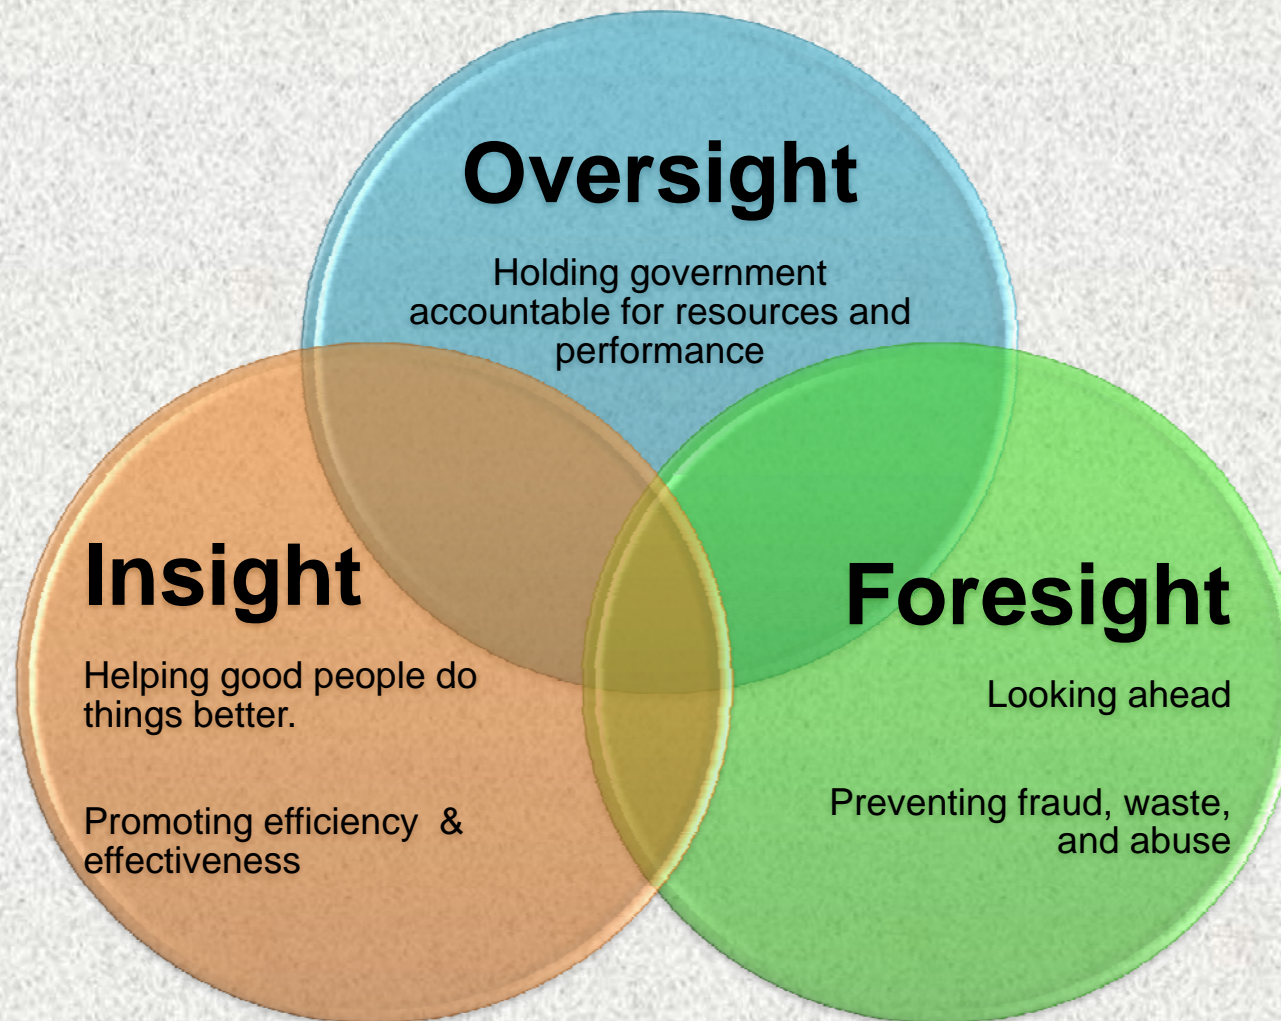 Oversight
Holding government
accountable for resources and
performance
Insight
Helping good people do
things better.
Promoting efficiency  &
effectiveness
Foresight
Looking ahead
Preventing fraud, waste,
and abuse